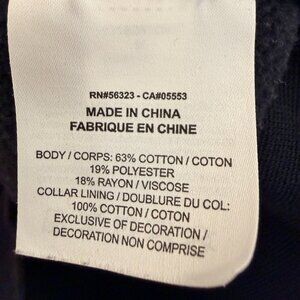 RN#56323 - CA#05553
MADE IN CHINA
FABRIQUE EN CHINE
BODY / CORPS: 63% COTTON / COTON
19% POLYESTER
18% RAYON / VISCOSE
COLLAR LINING / DOUBLURE DU COL:
100% COTTON / COTON
EXCLUSIVE OF DECORATION /
DECORATION NON COMPRISE